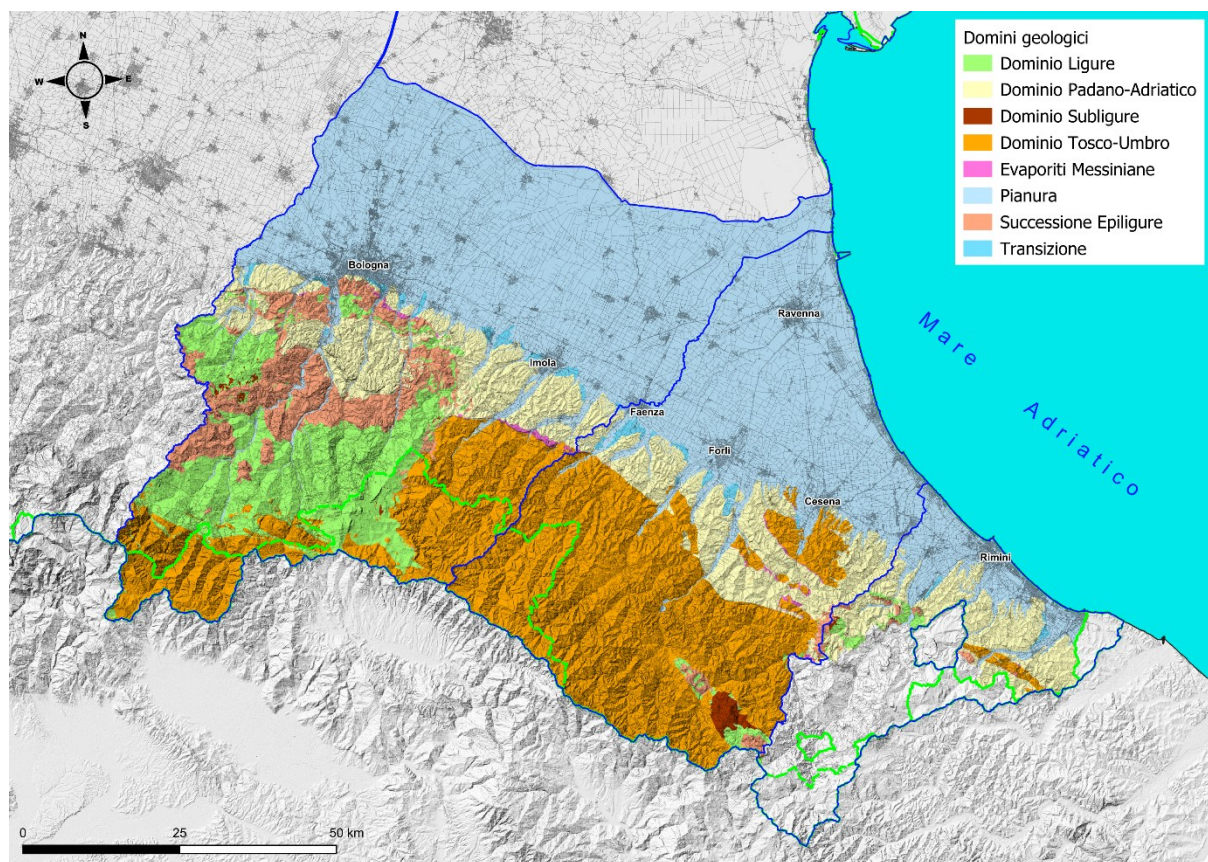 N
W
E
S
Domini geologici
Dominio Ligure
Dominio Padano-Adriatico
Dominio Subligure
Dominio Tosco-Umbro
Evaporiti Messiniane
Pianura
Successione Epiligure
Transizione
Bologna
Ravenna
Mare
Adriatico
Imola
Faenza
Forlì
Cesena
Rimini
0
25
50 km